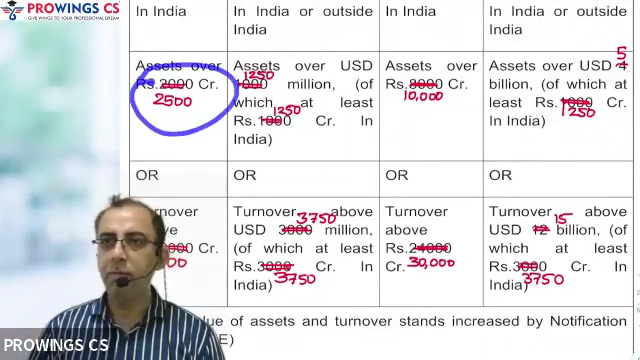 PROWINGS CS
GIVE WINGS TO YOUR PROFESSIONAL DREAM
In India
In India or outside India
In India
In India or outside India
Assets over
Rs.2000 Cr.
2500
Assets over USD
1250
1000 million, (of
which at least
1250
Rs.1000 Cr. In
India)
Assets over
Rs.8000 Cr.
10,000
5
Assets over USD 4
billion, (of which at
least Rs.1000 Cr.
1250
In India)
OR
OR
OR
OR
Turnover above
3750
USD 3000 million,
(of which at least
Rs.3000 Cr. In
3750
India)
Turnover
above
Rs.24000
Cr. 30,000
Turnover above
15
USD 12 billion, (of
which at least
Rs.3000 Cr. In
India) 3750
of assets and turnover stands increased by Notification
PROWINGS CS